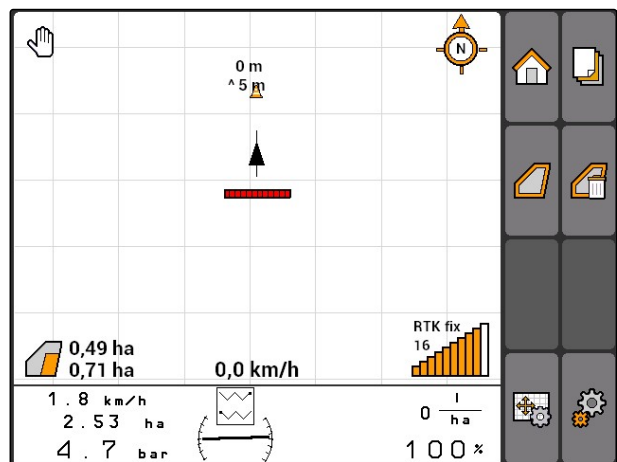 N
0 m
^ 5 m
RTK fix
16
0,49 ha
0,71 ha
0,0 km/h
1.8 km/h
2.53 ha
4.7 bar
0 l/ha
100%